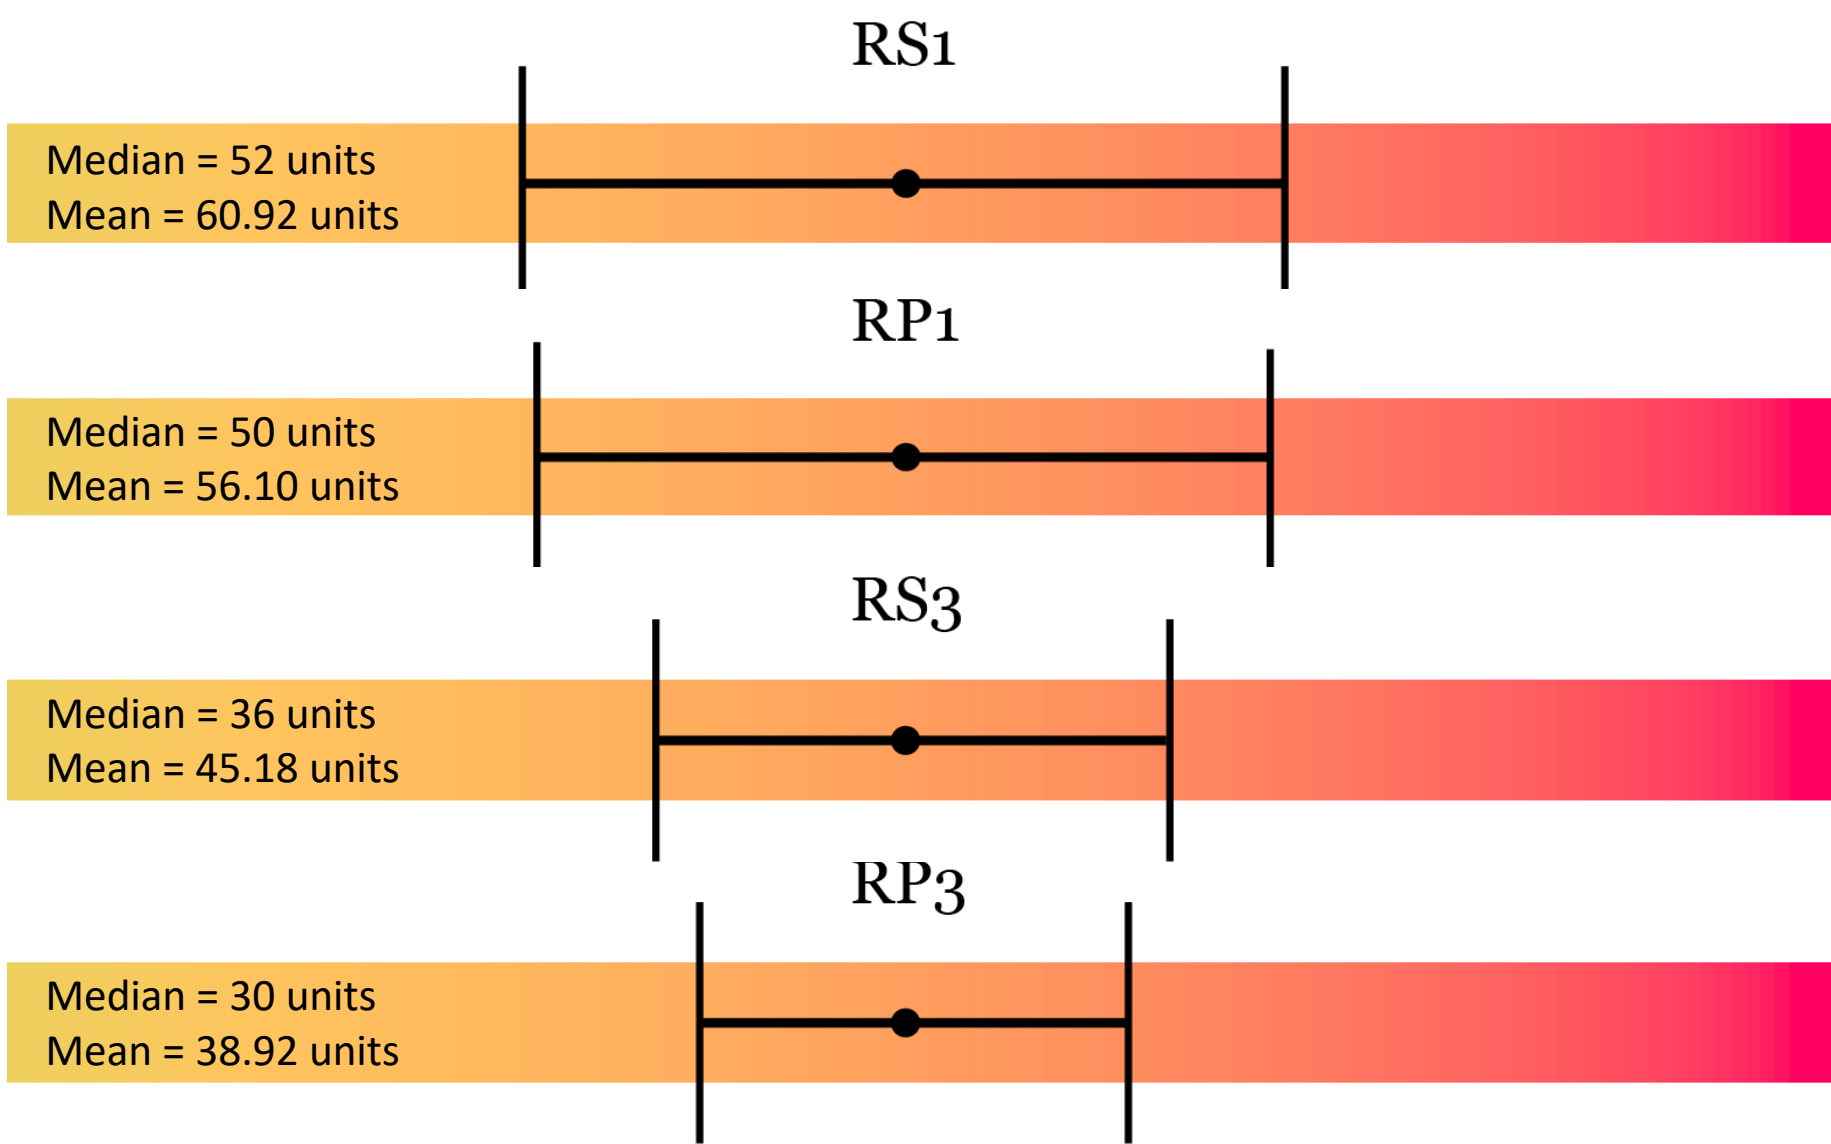 RS1
Median = 52 units
Mean = 60.92 units
RP1
Median = 50 units
Mean = 56.10 units
RS3
Median = 36 units
Mean = 45.18 units
RP3
Median = 30 units
Mean = 38.92 units